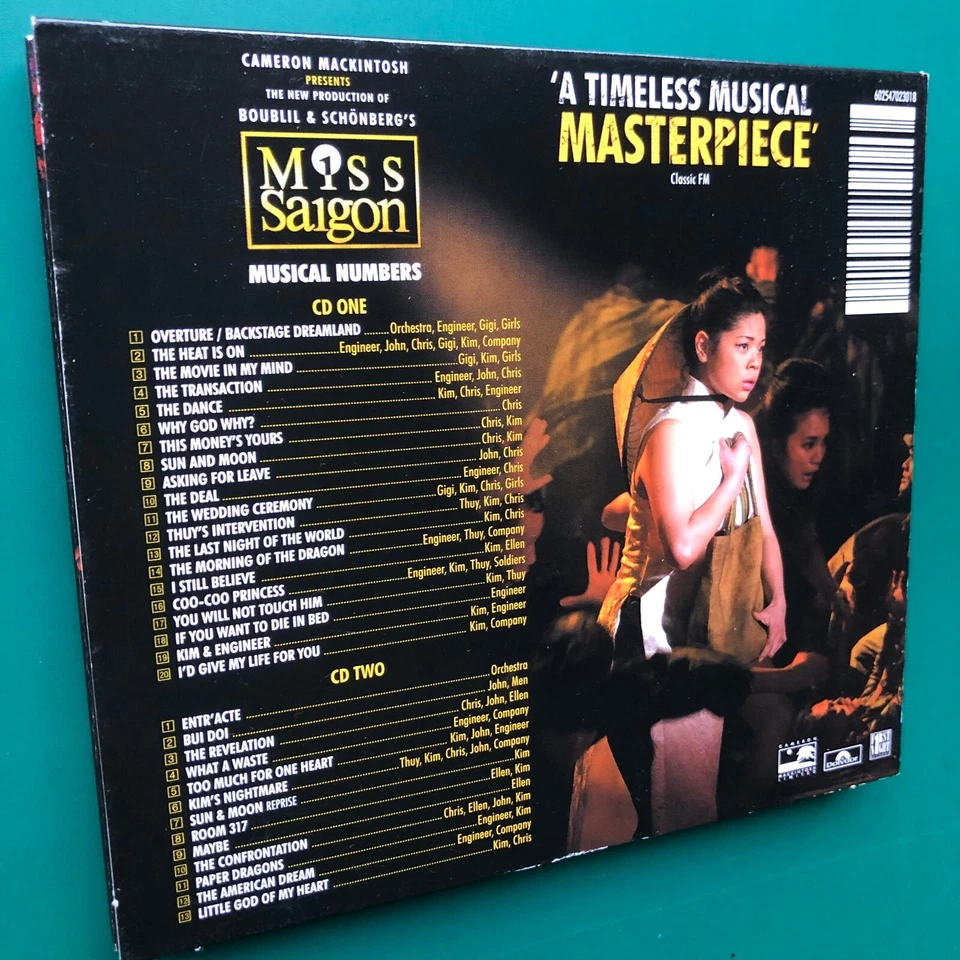 CAMERON MACKINTOSH
PRESENTS
THE NEW PRODUCTION OF
BOUBLIL & SCHÖNBERG'S
Miss
Saigon
MUSICAL NUMBERS
CD ONE
1 OVERTURE / BACKSTAGE DREAMLAND ...... Orchestra, Engineer, Gigi, Girls
2 THE HEAT IS ON ...... Engineer, John, Chris, Gigi, Kim, Company
3 THE MOVIE IN MY MIND ...... Gigi, Kim, Girls
4 THE TRANSACTION ...... Engineer, John, Chris
5 THE DANCE ...... Kim, Chris, Engineer
6 WHY GOD WHY? ...... Chris
7 THIS MONEY'S YOURS ...... Chris, Kim
8 SUN AND MOON ...... Chris, Kim
9 ASKING FOR LEAVE ...... John, Chris
10 THE DEAL ...... Engineer, Chris
11 THE WEDDING CEREMONY ...... Gigi, Kim, Chris, Girls
12 THUY'S INTERVENTION ...... Thuy, Kim, Chris
13 THE LAST NIGHT OF THE WORLD ...... Kim, Chris
14 THE MORNING OF THE DRAGON ...... Engineer, Thuy, Company
15 I STILL BELIEVE ...... Kim, Ellen
16 COO-COO PRINCESS ...... Engineer, Kim, Thuy, Soldiers
17 YOU WILL NOT TOUCH HIM ...... Kim, Thuy
18 IF YOU WANT TO DIE IN BED ...... Engineer
19 KIM & ENGINEER ...... Kim, Engineer
20 I'D GIVE MY LIFE FOR YOU ...... Kim, Company
CD TWO
1 ENTR'ACTE ...... Orchestra
2 BUI DOI ...... John, Men
3 THE REVELATION ...... Chris, John, Ellen
4 WHAT A WASTE ...... Engineer, Company
5 TOO MUCH FOR ONE HEART ...... Kim, John, Engineer
6 KIM'S NIGHTMARE ...... Thuy, Kim, Chris, John, Company
7 SUN & MOON REPRISE ...... Kim
8 ROOM 317 ...... Ellen, Kim
9 MAYBE ...... Ellen
10 THE CONFRONTATION ...... Chris, Ellen, John, Kim
11 PAPER DRAGONS ...... Engineer, Kim
12 THE AMERICAN DREAM ...... Engineer, Company
13 LITTLE GOD OF MY HEART ...... Kim, Chris
'A TIMELESS MUSICAL
MASTERPIECE'
Classic FM
602547023018
CAMERON
MACKINTOSH
LIMITED
Polydor
FIRST
NIGHT